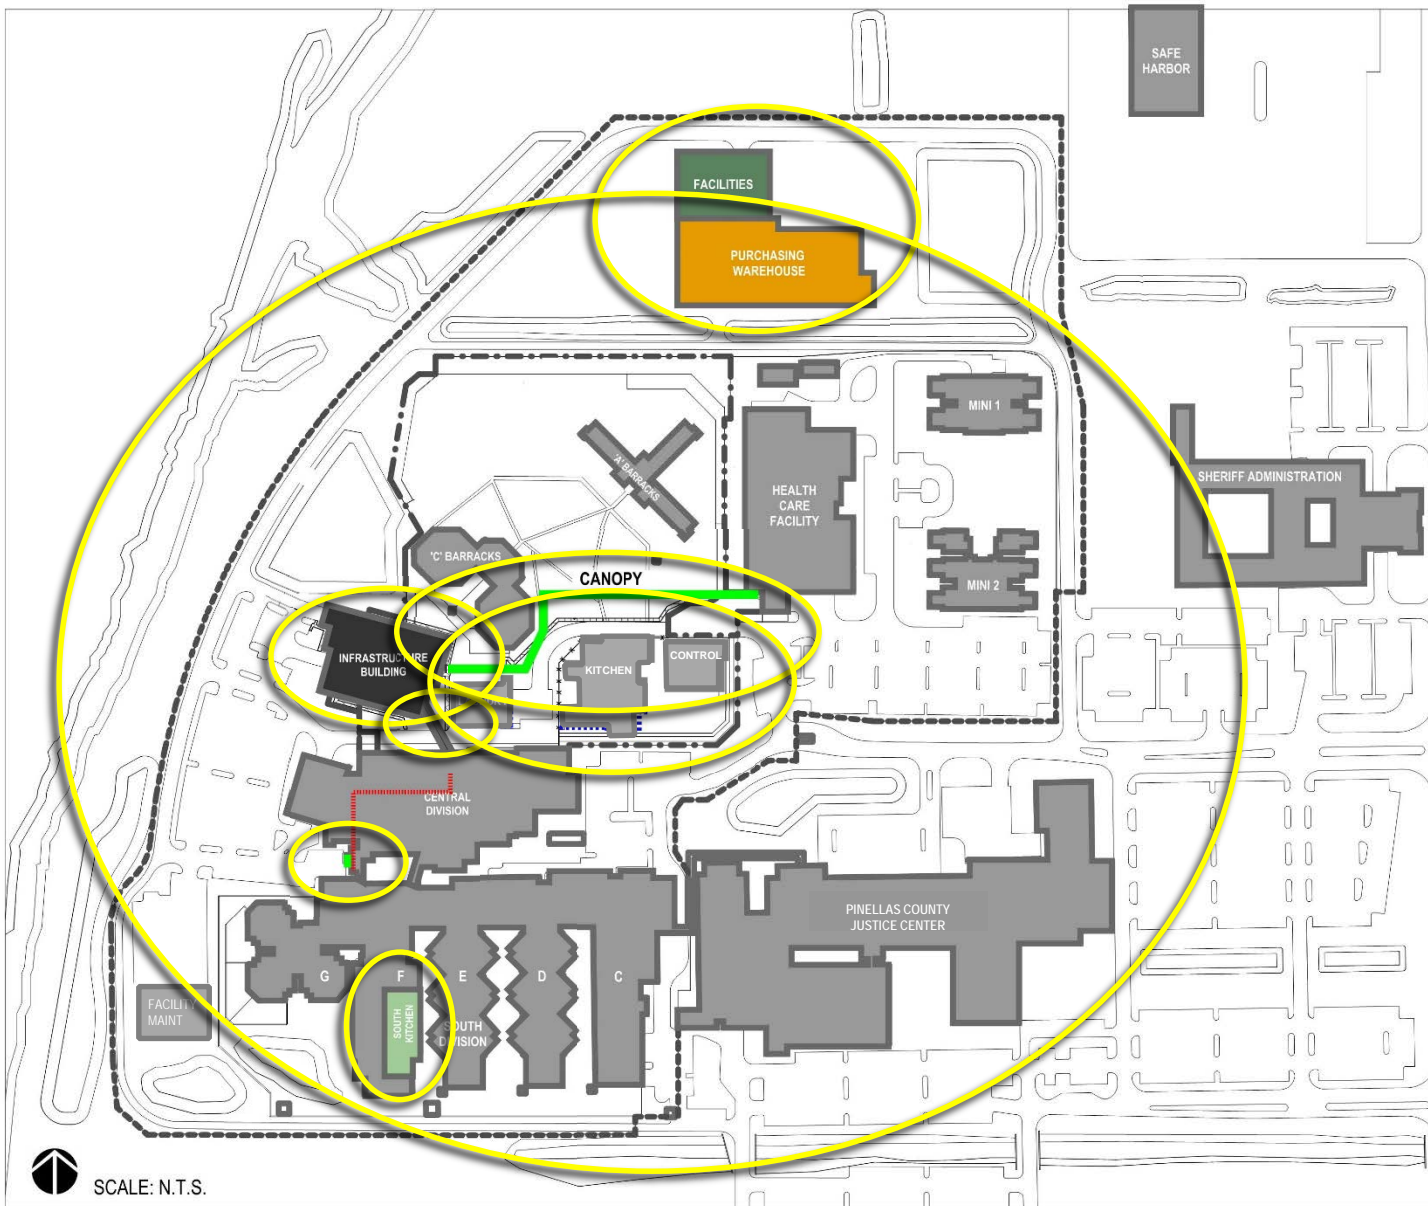 SAFE
HARBOR
FACILITIES
PURCHASING
WAREHOUSE
MINI 1
'A' BARRACKS
SHERIFF ADMINISTRATION
HEALTH
CARE
FACILITY
'C' BARRACKS
CANOPY
MINI 2
INFRASTRUCTURE
BUILDING
KITCHEN
CONTROL
CENTRAL
DIVISION
PINELLAS COUNTY
JUSTICE CENTER
G
F
E
D
C
FACILITY
MAINT
SOUTH
KITCHEN
SOUTH
DIVISION
SCALE: N.T.S.